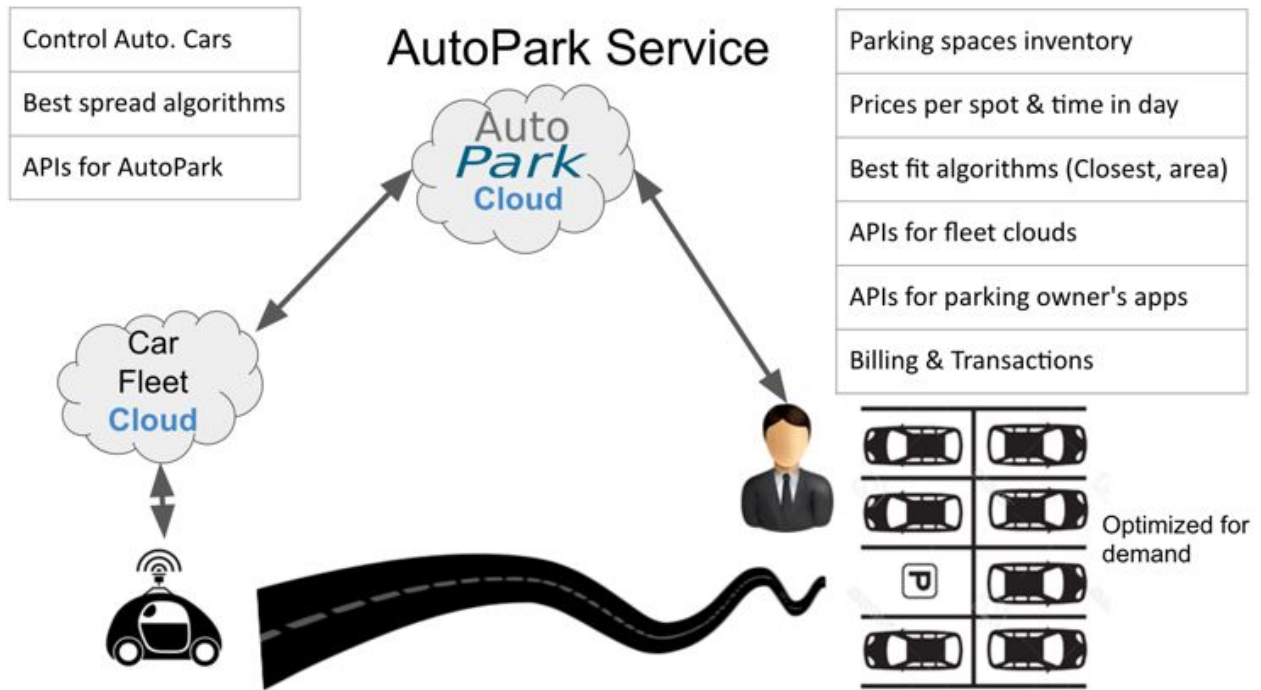 AutoPark Service
Control Auto. Cars
Best spread algorithms
APIs for AutoPark
Auto
Park
Cloud
Parking spaces inventory
Prices per spot & time in day
Best fit algorithms (Closest, area)
APIs for fleet clouds
APIs for parking owner's apps
Billing & Transactions
Car
Fleet
Cloud
P
Optimized for
demand